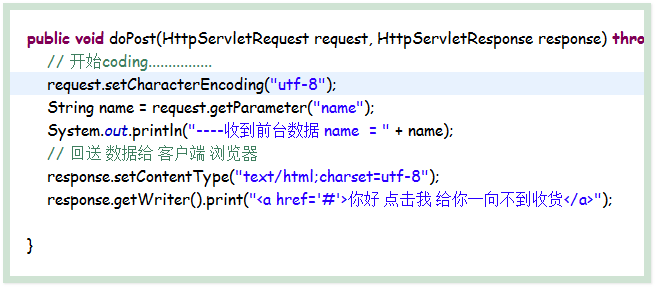 public void doPost(HttpServletRequest request, HttpServletResponse response) thro
// 开始coding................
request.setCharacterEncoding("utf-8");
String name = request.getParameter("name");
System.out.println("----收到前台数据 name  = " + name);
// 回送 数据给 客户端 浏览器
response.setContentType("text/html;charset=utf-8");
response.getWriter().print("<a href='#'>你好 点击我 给你一向不到收货</a>");
}